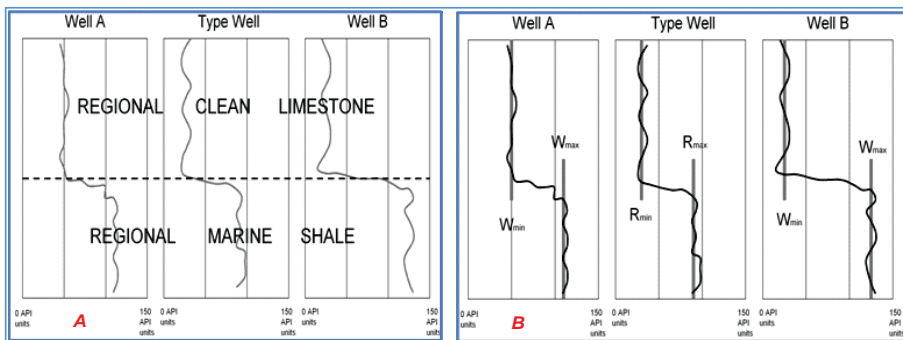 Well A Type Well Well B
REGIONAL CLEAN LIMESTONE
REGIONAL MARINE SHALE
0 API units 150 API units 0 API units 150 API units 0 API units 150 API units
A
Well A Type Well Well B
Wmax Rmax Wmax
Wmin Rmin Wmin
0 API units 150 API units 0 API units 150 API units 0 API units 150 API units
B